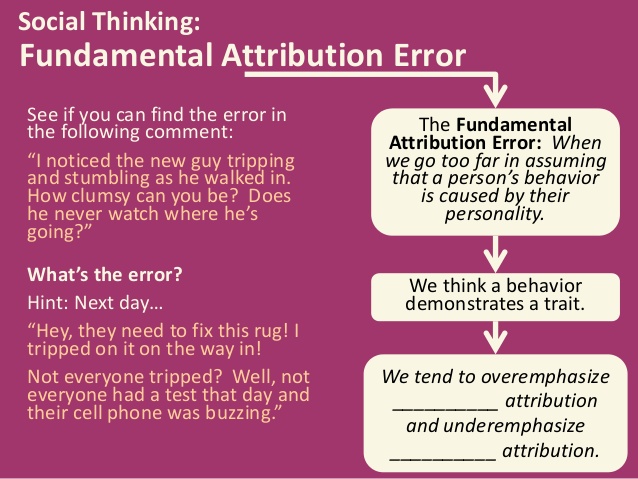 Social Thinking:
Fundamental Attribution Error
See if you can find the error in
the following comment:
“I noticed the new guy tripping
and stumbling as he walked in.
How clumsy can you be?  Does
he never watch where he’s
going?”
What’s the error?
Hint: Next day…
“Hey, they need to fix this rug! I
tripped on it on the way in!
Not everyone tripped?  Well, not
everyone had a test that day and
their cell phone was buzzing.”
The Fundamental
Attribution Error:  When
we go too far in assuming
that a person’s behavior
is caused by their
personality.
We think a behavior
demonstrates a trait.
We tend to overemphasize
__________ attribution
and underemphasize
__________ attribution.